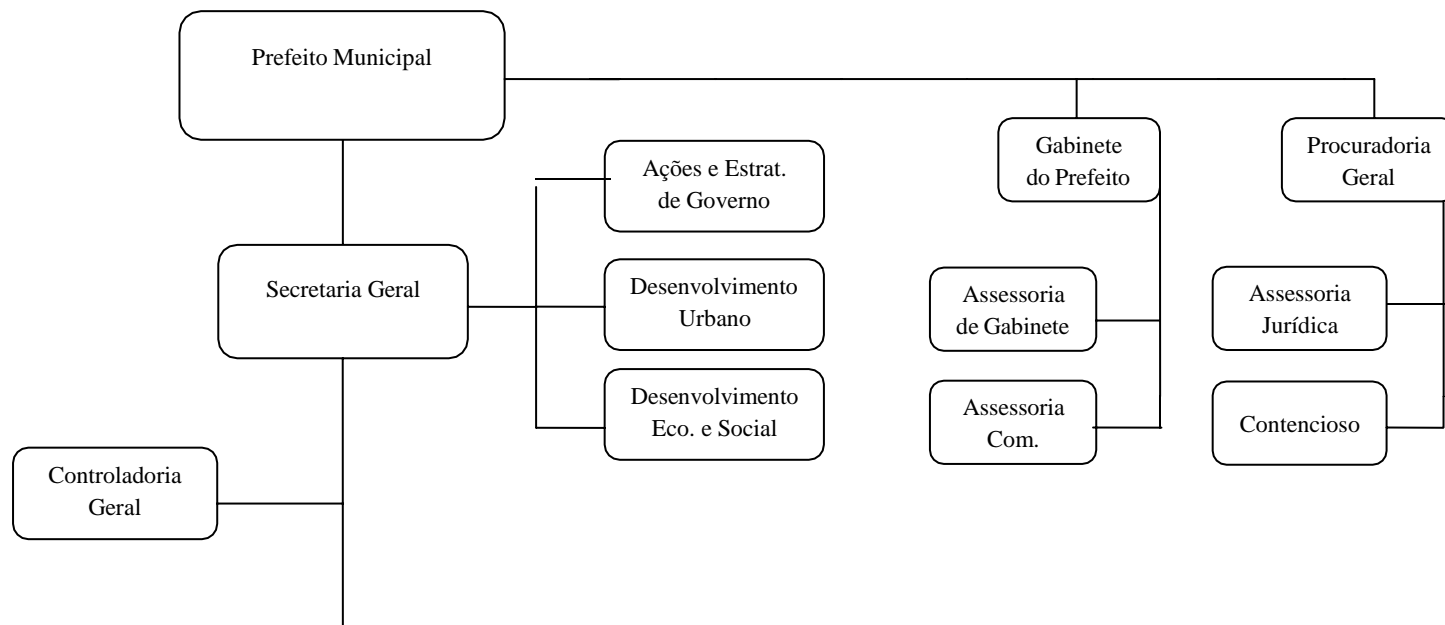 Prefeito Municipal
Gabinete
do Prefeito
Procuradoria
Geral
Ações e Estrat.
de Governo
Secretaria Geral
Desenvolvimento
Urbano
Assessoria
de Gabinete
Assessoria
Jurídica
Desenvolvimento
Eco. e Social
Assessoria
Com.
Contencioso
Controladoria
Geral